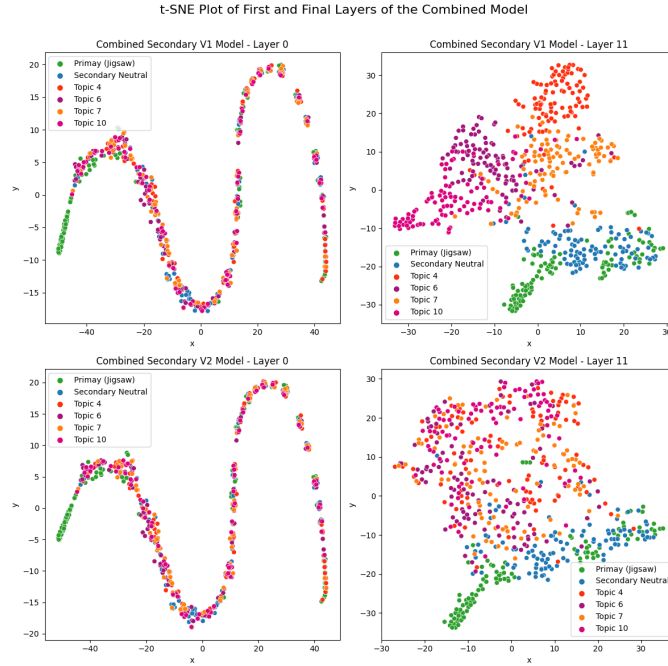 t-SNE Plot of First and Final Layers of the Combined Model
Combined Secondary V1 Model - Layer 0
20
15
10
5
0
−5
−10
−15
y
−40
−20
0
20
40
x
Primay (Jigsaw)
Secondary Neutral
Topic 4
Topic 6
Topic 7
Topic 10
Combined Secondary V1 Model - Layer 11
30
20
10
0
−10
−20
−30
y
−30
−20
−10
0
10
20
30
x
Primay (Jigsaw)
Secondary Neutral
Topic 4
Topic 6
Topic 7
Topic 10
Combined Secondary V2 Model - Layer 0
20
15
10
5
0
−5
−10
−15
−20
y
−40
−20
0
20
40
x
Primay (Jigsaw)
Secondary Neutral
Topic 4
Topic 6
Topic 7
Topic 10
Combined Secondary V2 Model - Layer 11
30
20
10
0
−10
−20
−30
y
−30
−20
−10
0
10
20
30
x
Primay (Jigsaw)
Secondary Neutral
Topic 4
Topic 6
Topic 7
Topic 10